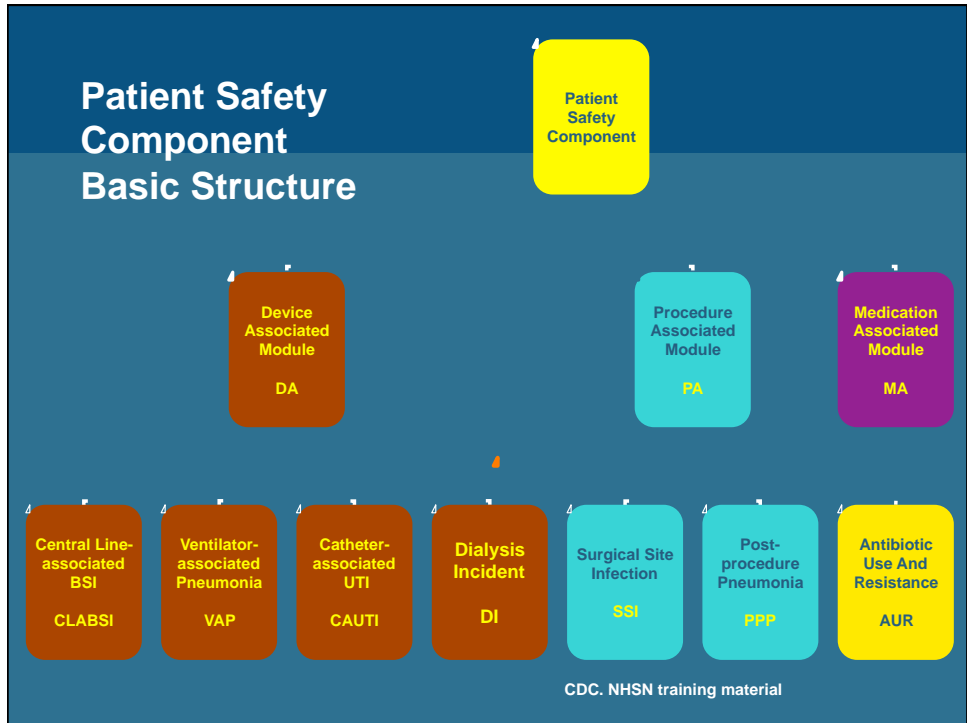 Patient Safety
Component
Basic Structure
Patient
Safety
Component
Device
Associated
Module
DA
Procedure
Associated
Module
PA
Medication
Associated
Module
MA
Central Line-
associated
BSI
CLABSI
Ventilator-
associated
Pneumonia
VAP
Catheter-
associated
UTI
CAUTI
Dialysis
Incident
DI
Surgical Site
Infection
SSI
Post-
procedure
Pneumonia
PPP
Antibiotic
Use And
Resistance
AUR
CDC. NHSN training material